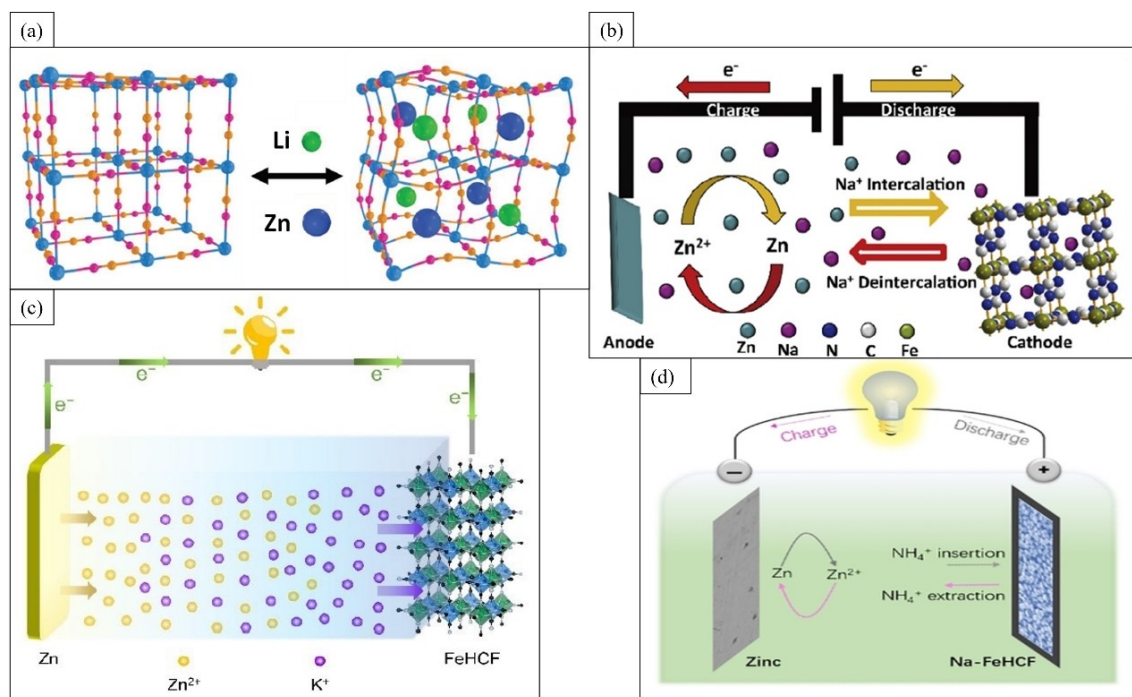 (a)
Li
Zn
(b)
e⁻
e⁻
Charge
Discharge
Na⁺ Intercalation
Zn²⁺
Zn
Na⁺ Deintercalation
Anode
Zn
Na
N
C
Fe
Cathode
(c)
e⁻
e⁻
e⁻
e⁻
Zn
FeHCF
Zn²⁺
K⁺
(d)
Charge
Discharge
−
+
NH₄⁺ insertion
Zn
Zn²⁺
NH₄⁺ extraction
Zinc
Na-FeHCF